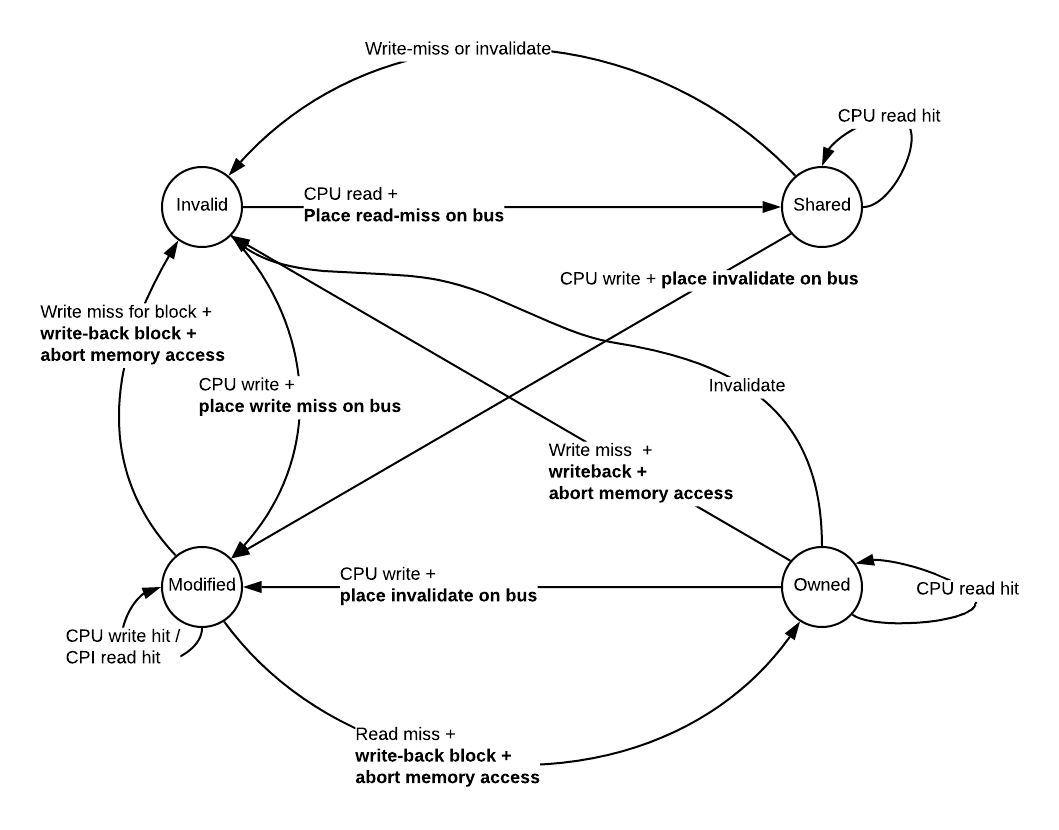 Write-miss or invalidate
CPU read hit
Invalid
CPU read +
Place read-miss on bus
Shared
CPU write + place invalidate on bus
Write miss for block +
write-back block +
abort memory access
CPU write +
place write miss on bus
Invalidate
Write miss +
writeback +
abort memory access
Modified
CPU write +
place invalidate on bus
Owned
CPU read hit
CPU write hit /
CPI read hit
Read miss +
write-back block +
abort memory access